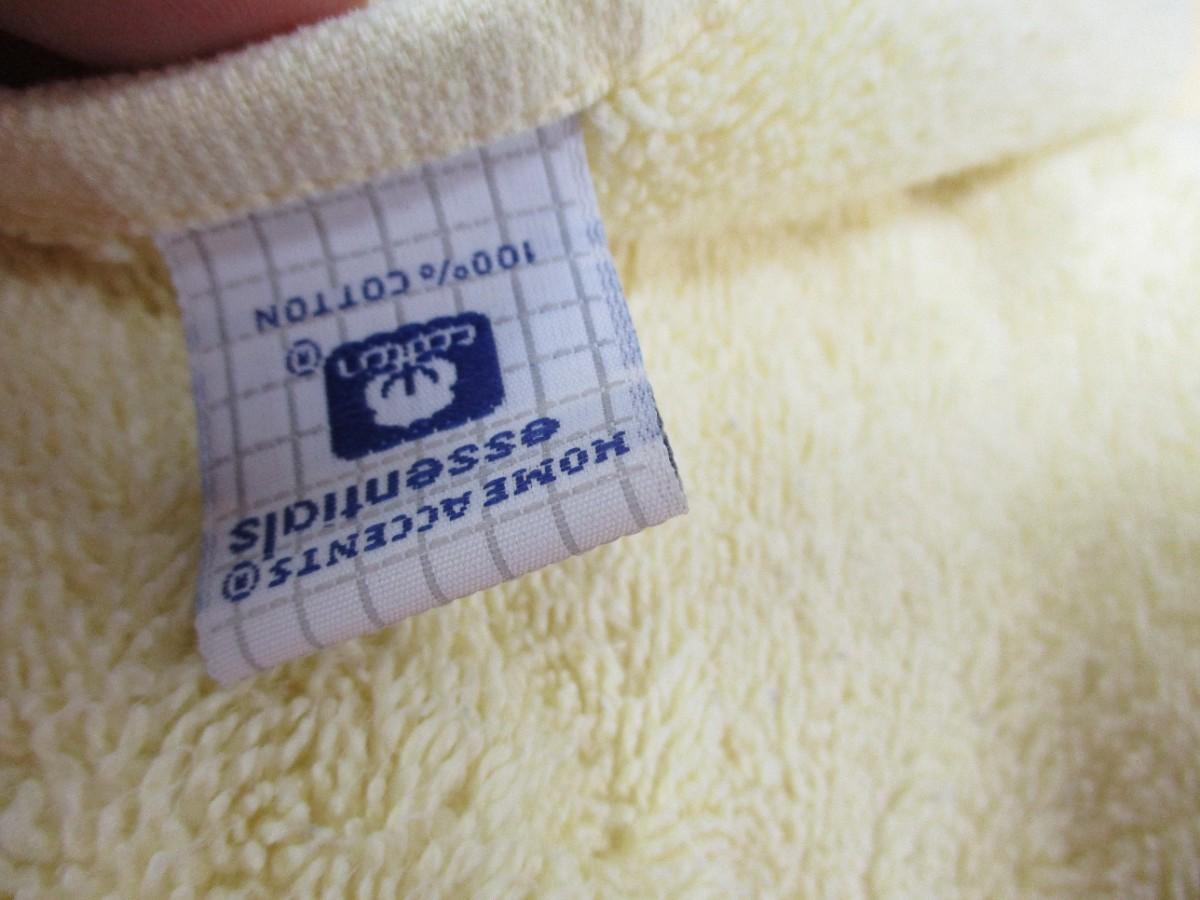 HOME ACCENTS®
essentials
cotton ®
100% COTTON